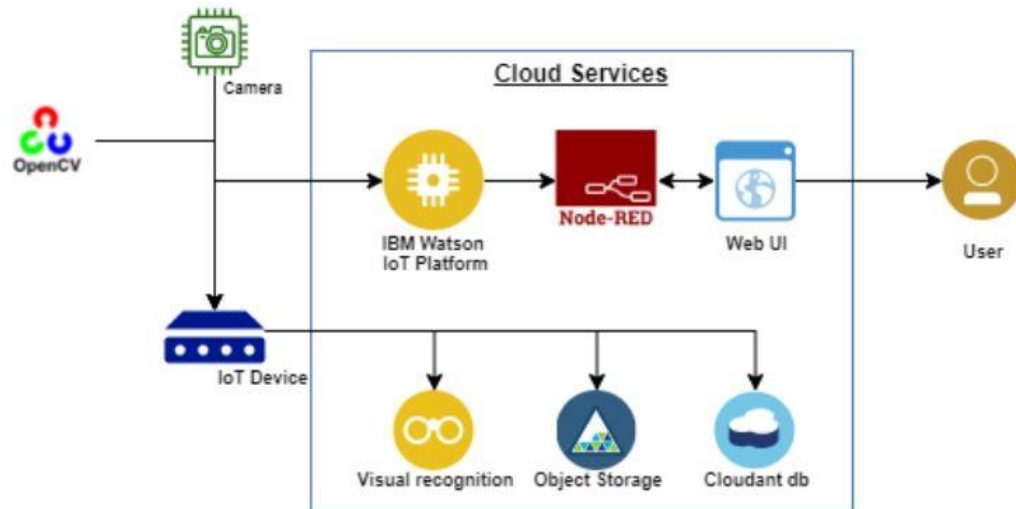 Cloud Services
Camera
OpenCV
IBM Watson
IoT Platform
Node-RED
Web UI
User
IoT Device
Visual recognition
Object Storage
Cloudant db